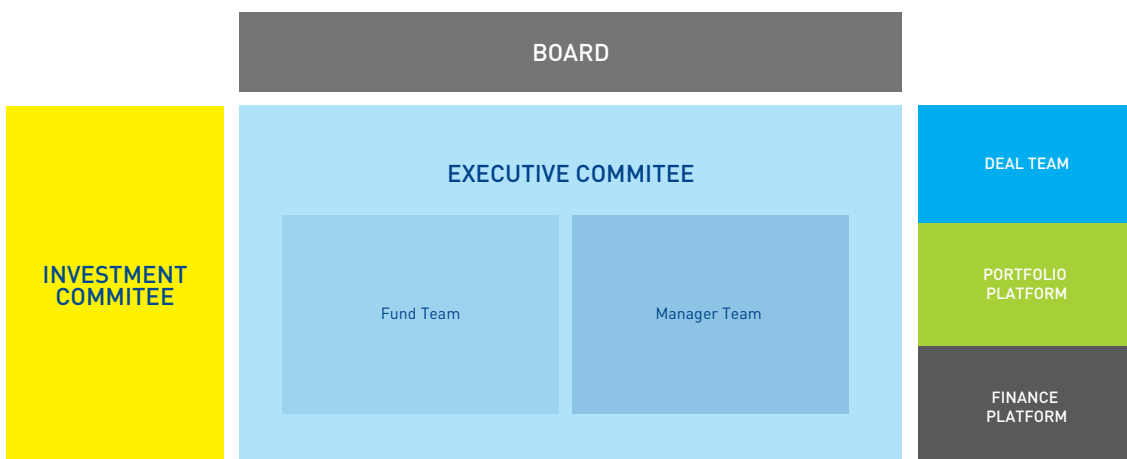 BOARD
INVESTMENT
COMMITEE
EXECUTIVE COMMITEE
Fund Team
Manager Team
DEAL TEAM
PORTFOLIO
PLATFORM
FINANCE
PLATFORM